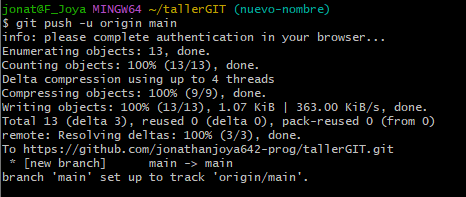 jonat@F_Joya MINGW64 ~/tallerGIT (nuevo-nombre)
$ git push -u origin main
info: please complete authentication in your browser...
Enumerating objects: 13, done.
Counting objects: 100% (13/13), done.
Delta compression using up to 4 threads
Compressing objects: 100% (9/9), done.
Writing objects: 100% (13/13), 1.07 KiB | 363.00 KiB/s, done.
Total 13 (delta 3), reused 0 (delta 0), pack-reused 0 (from 0)
remote: Resolving deltas: 100% (3/3), done.
To https://github.com/jonathanjoya642-prog/tallerGIT.git
 * [new branch]      main -> main
branch 'main' set up to track 'origin/main'.